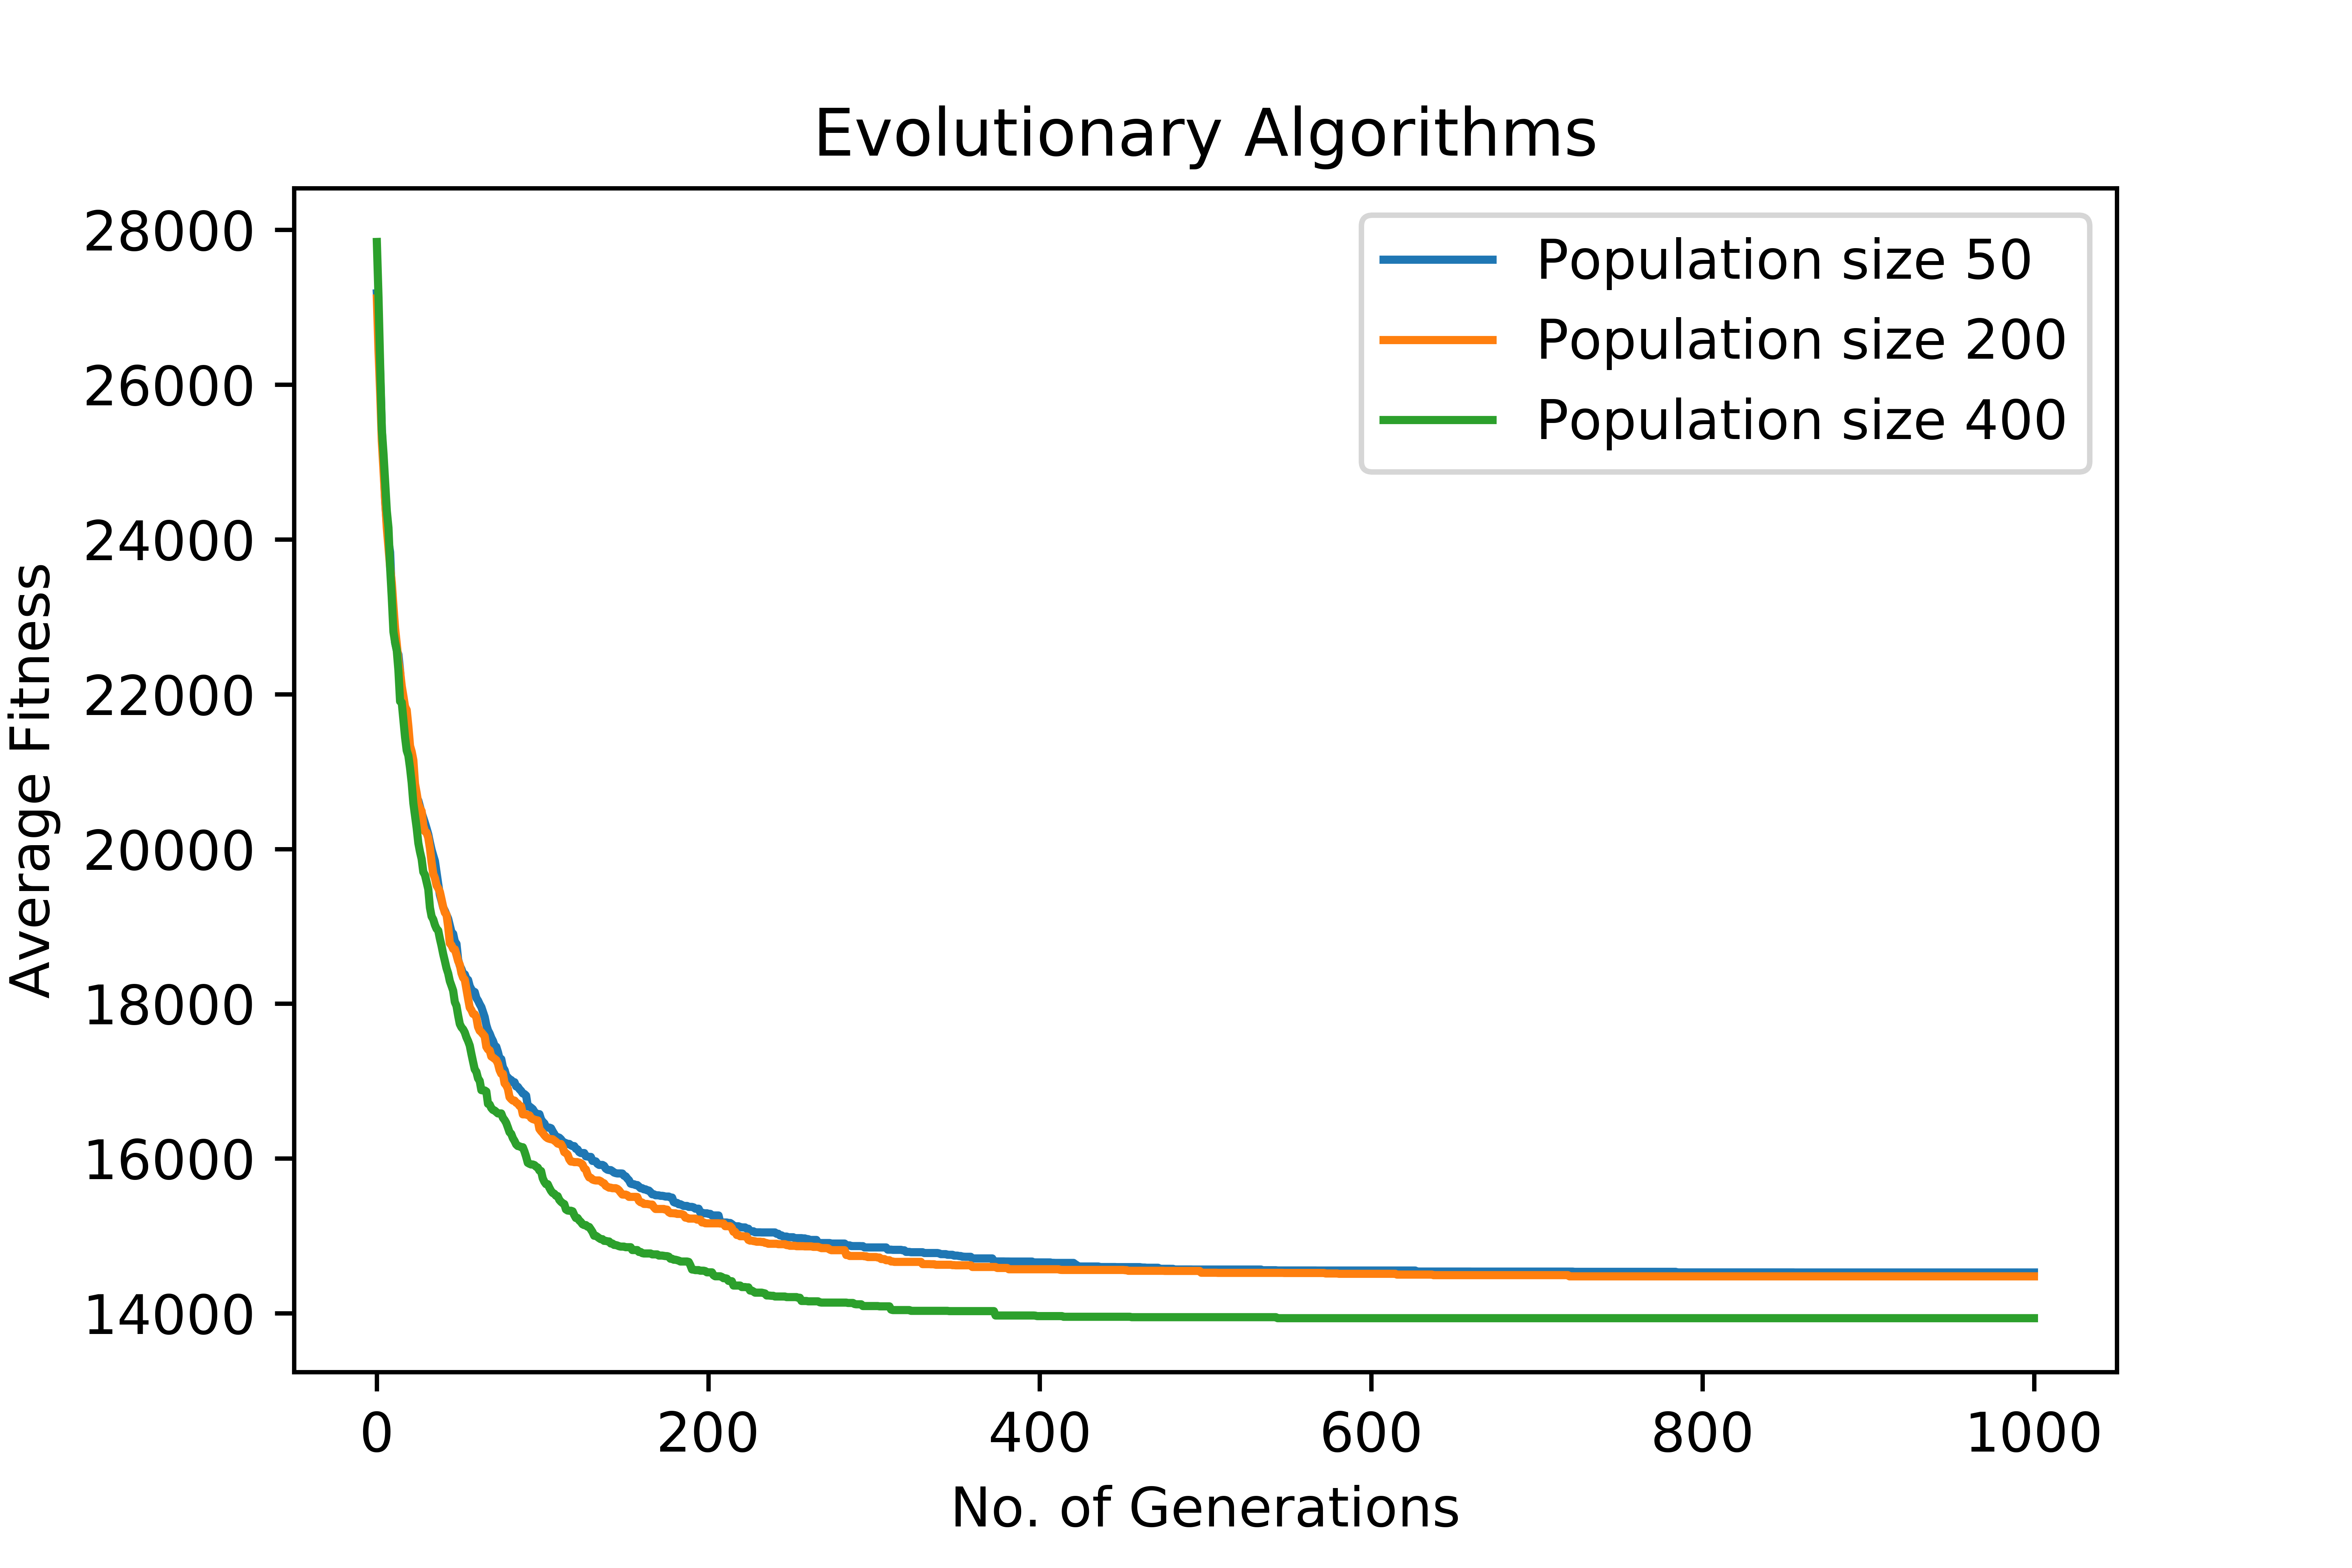 Evolutionary Algorithms
Population size 50
Population size 200
Population size 400
28000
26000
24000
22000
20000
18000
16000
14000
Average Fitness
0 200 400 600 800 1000
No. of Generations